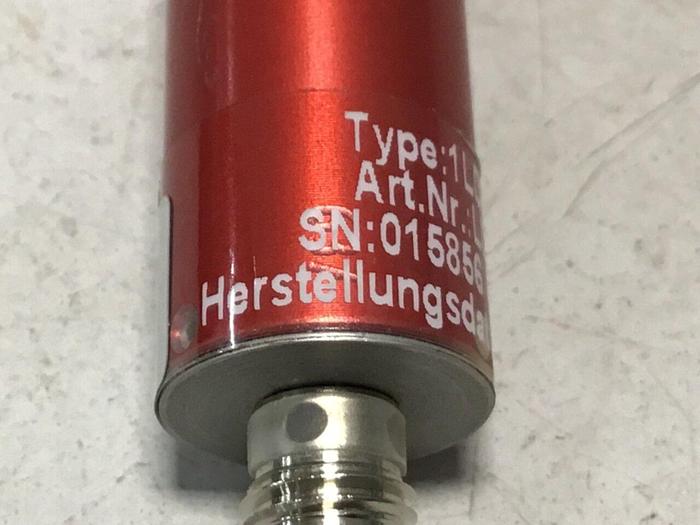 Type:1L
Art.Nr.:
SN:015856
Herstellungsda